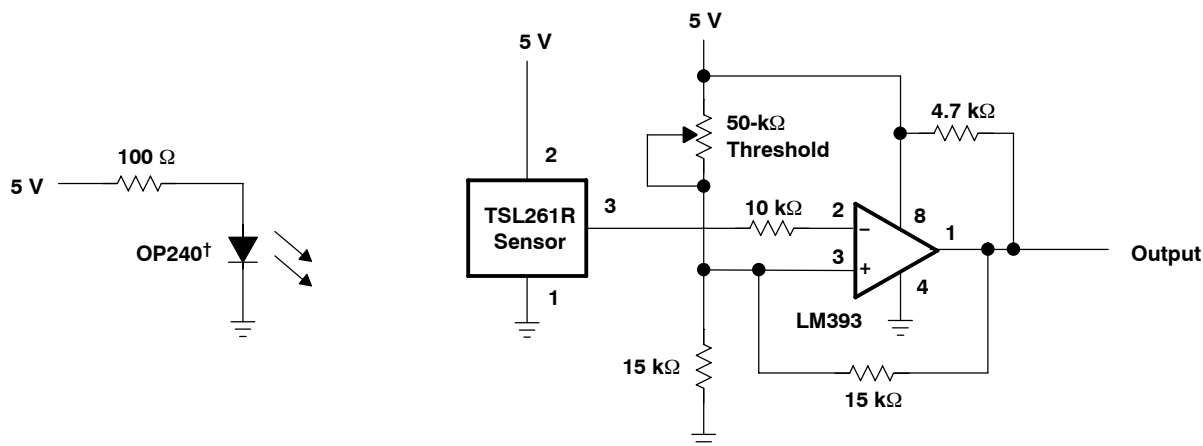 5 V
100 Ω
OP240†
5 V
2
TSL261R
Sensor
3
1
5 V
50-kΩ
Threshold
4.7 kΩ
10 kΩ
2
8
−
1
3
+
4
LM393
Output
15 kΩ
15 kΩ